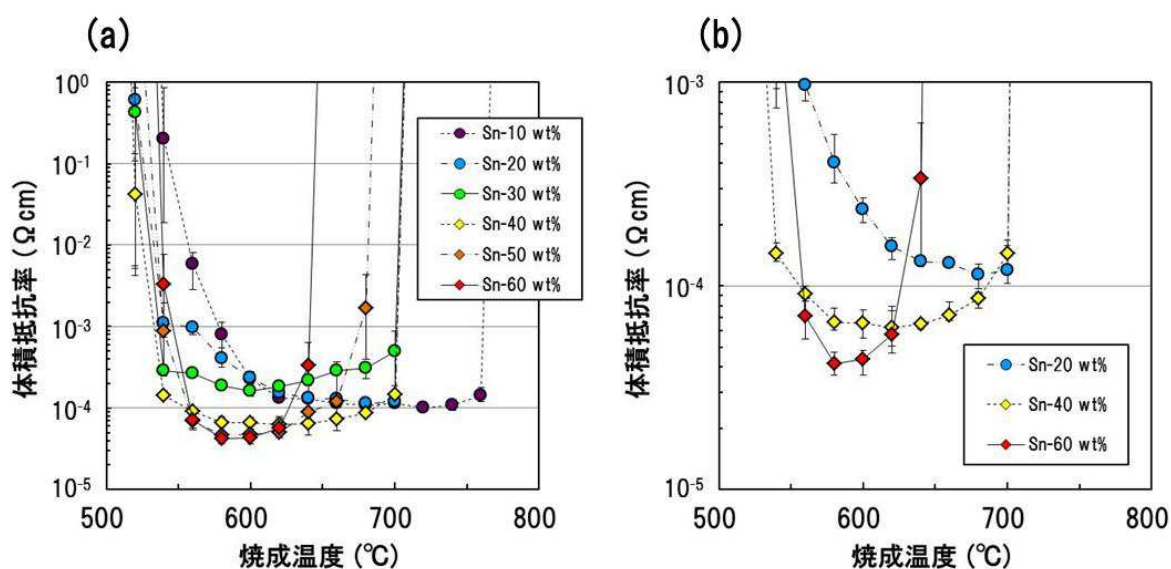 (a)
体積抵抗率 (Ωcm)
10⁰
10⁻¹
10⁻²
10⁻³
10⁻⁴
10⁻⁵
500 600 700 800
焼成温度 (℃)
Sn-10 wt%
Sn-20 wt%
Sn-30 wt%
Sn-40 wt%
Sn-50 wt%
Sn-60 wt%
(b)
体積抵抗率 (Ωcm)
10⁻³
10⁻⁴
10⁻⁵
500 600 700 800
焼成温度 (℃)
Sn-20 wt%
Sn-40 wt%
Sn-60 wt%